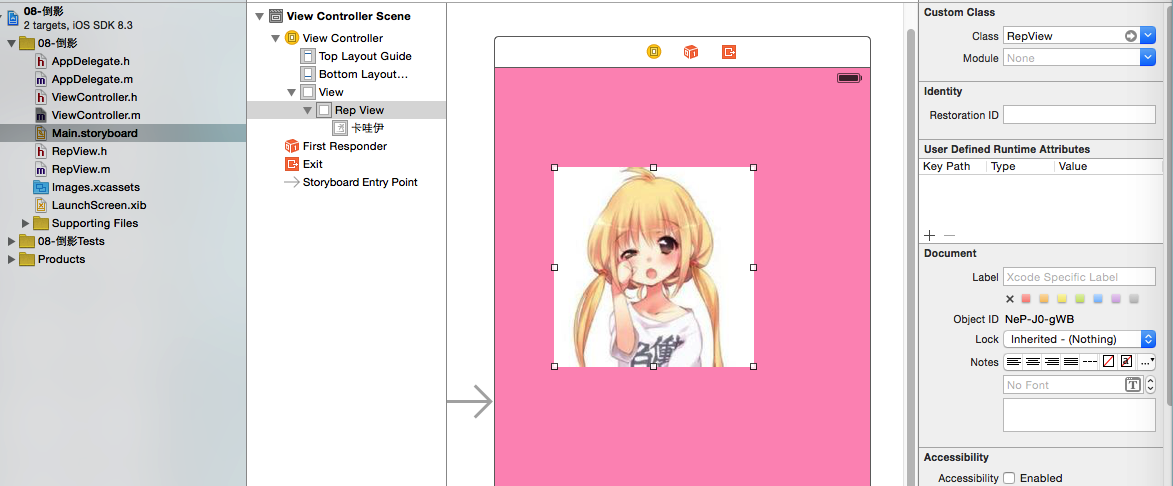 08-倒影
2 targets, iOS SDK 8.3
08-倒影
AppDelegate.h
AppDelegate.m
ViewController.h
ViewController.m
Main.storyboard
RepView.h
RepView.m
Images.xcassets
LaunchScreen.xib
Supporting Files
08-倒影Tests
Products
View Controller Scene
View Controller
Top Layout Guide
Bottom Layout...
View
Rep View
卡哇伊
First Responder
Exit
Storyboard Entry Point
Custom Class
Class RepView
Module None
Identity
Restoration ID
User Defined Runtime Attributes
Key Path Type Value
Document
Label Xcode Specific Label
Object ID NeP-J0-gWB
Lock Inherited - (Nothing)
Notes
No Font
Accessibility
Accessibility Enabled